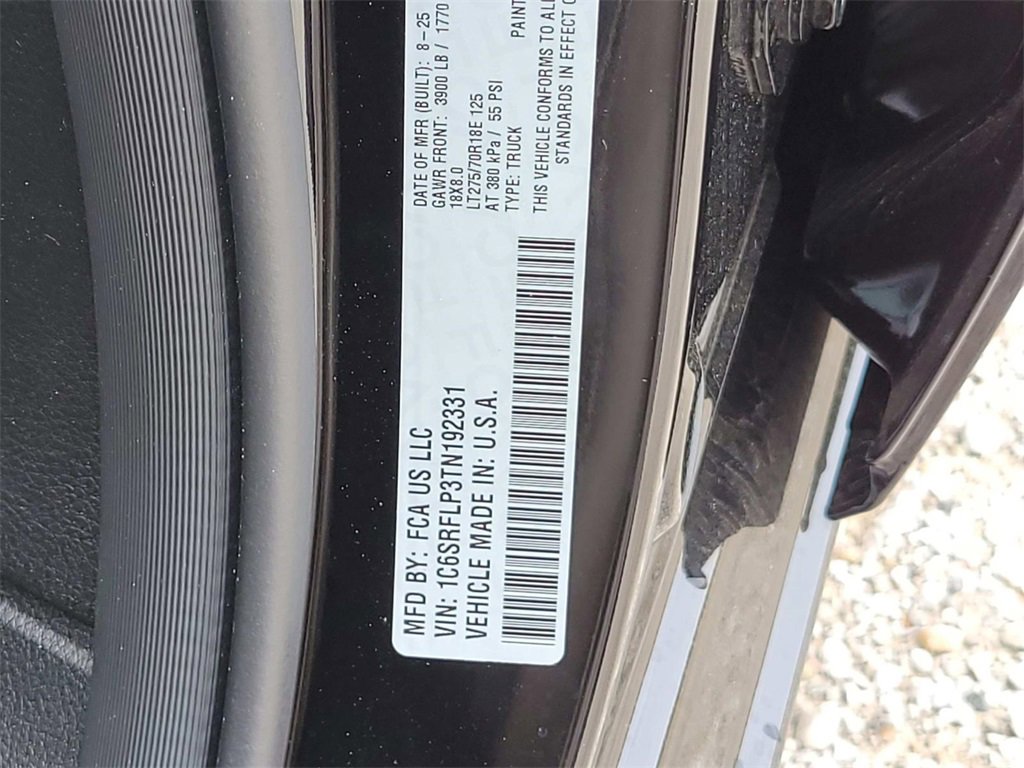 MFD BY: FCA US LLC
VIN: 1C6SRFLP3TN192331
VEHICLE MADE IN: U.S.A.
DATE OF MFR (BUILT): 8-25
GAWR FRONT: 3900 LB / 1770
18X8.0
LT275/70R18E 125
AT 380 kPa / 55 PSI
TYPE: TRUCK
PAINT
THIS VEHICLE CONFORMS TO ALL
STANDARDS IN EFFECT